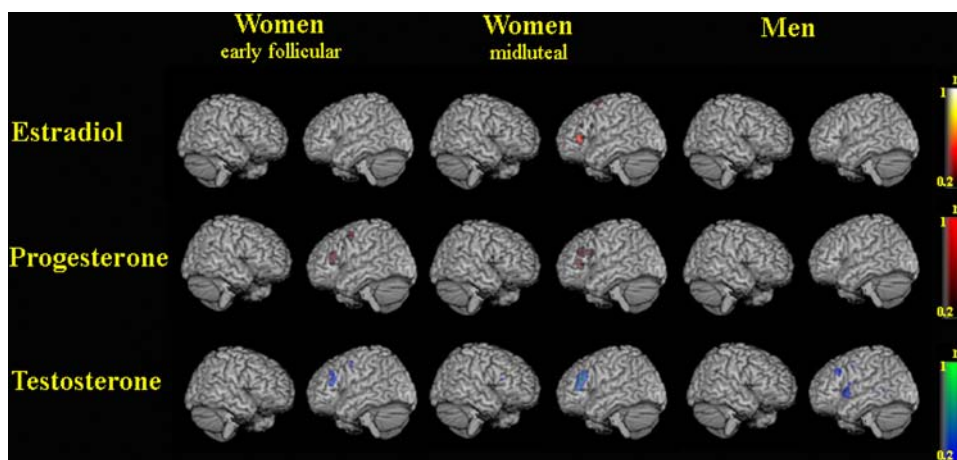 Women
early follicular
Women
midluteal
Men
Estradiol
r
1
0.2
Progesterone
r
1
0.2
Testosterone
r
1
0.2